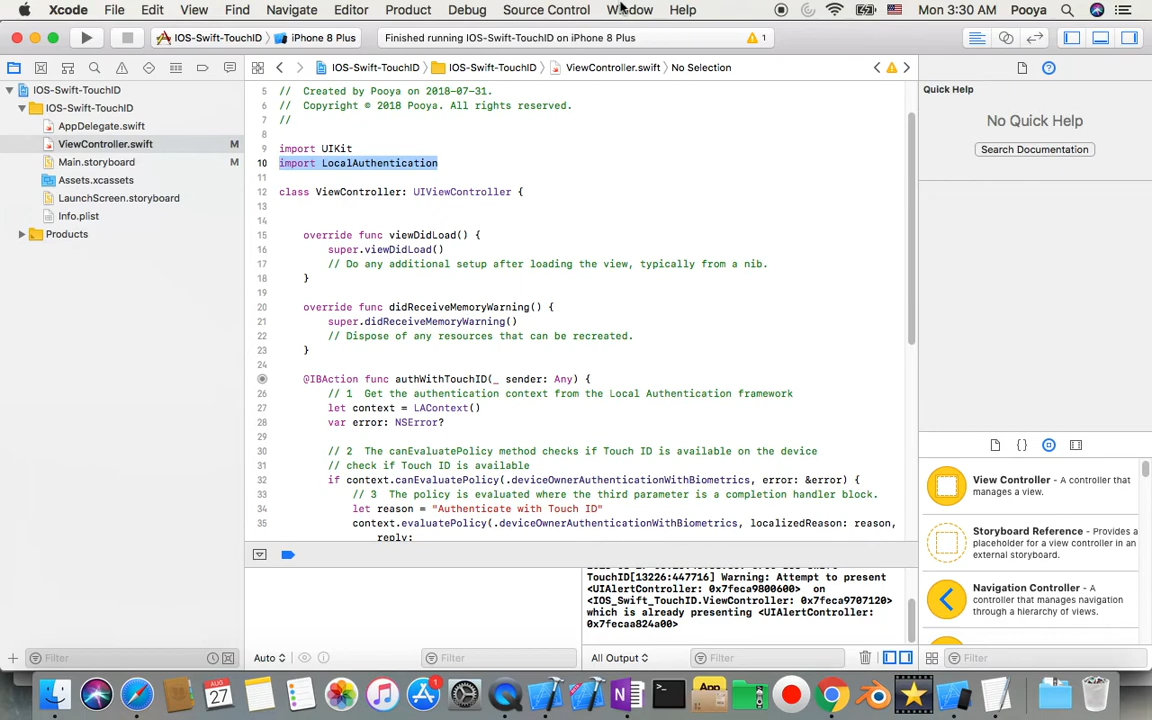 Xcode File Edit View Find Navigate Editor Product Debug Source Control Window Help Mon 3:30 AM Pooya
IOS-Swift-TouchID iPhone 8 Plus Finished running IOS-Swift-TouchID on iPhone 8 Plus 1
IOS-Swift-TouchID IOS-Swift-TouchID ViewController.swift No Selection
IOS-Swift-TouchID
IOS-Swift-TouchID
AppDelegate.swift
ViewController.swift M
Main.storyboard M
Assets.xcassets
LaunchScreen.storyboard
Info.plist
Products
5 // Created by Pooya on 2018-07-31.
6 // Copyright © 2018 Pooya. All rights reserved.
7 //
8
9 import UIKit
10 import LocalAuthentication
11
12 class ViewController: UIViewController {
13
14
15 override func viewDidLoad() {
16 super.viewDidLoad()
17 // Do any additional setup after loading the view, typically from a nib.
18 }
19
20 override func didReceiveMemoryWarning() {
21 super.didReceiveMemoryWarning()
22 // Dispose of any resources that can be recreated.
23 }
24
@IBAction func authWithTouchID(_ sender: Any) {
26 // 1 Get the authentication context from the Local Authentication framework
27 let context = LAContext()
28 var error: NSError?
29
30 // 2 The canEvaluatePolicy method checks if Touch ID is available on the device
31 // check if Touch ID is available
32 if context.canEvaluatePolicy(.deviceOwnerAuthenticationWithBiometrics, error: &error) {
33 // 3 The policy is evaluated where the third parameter is a completion handler block.
34 let reason = "Authenticate with Touch ID"
35 context.evaluatePolicy(.deviceOwnerAuthenticationWithBiometrics, localizedReason: reason,
reply:
TouchID[13226:447716] Warning: Attempt to present
<UIAlertController: 0x7feca9800600> on
<IOS_Swift_TouchID.ViewController: 0x7feca9707120>
which is already presenting <UIAlertController:
0x7fecaa824a00>
Quick Help
No Quick Help
Search Documentation
{ }
View Controller - A controller that
manages a view.
Storyboard Reference - Provides a
placeholder for a view controller in an
external storyboard.
Navigation Controller - A
controller that manages navigation
through a hierarchy of views.
Filter Auto Filter All Output Filter Filter
AUG
27
App